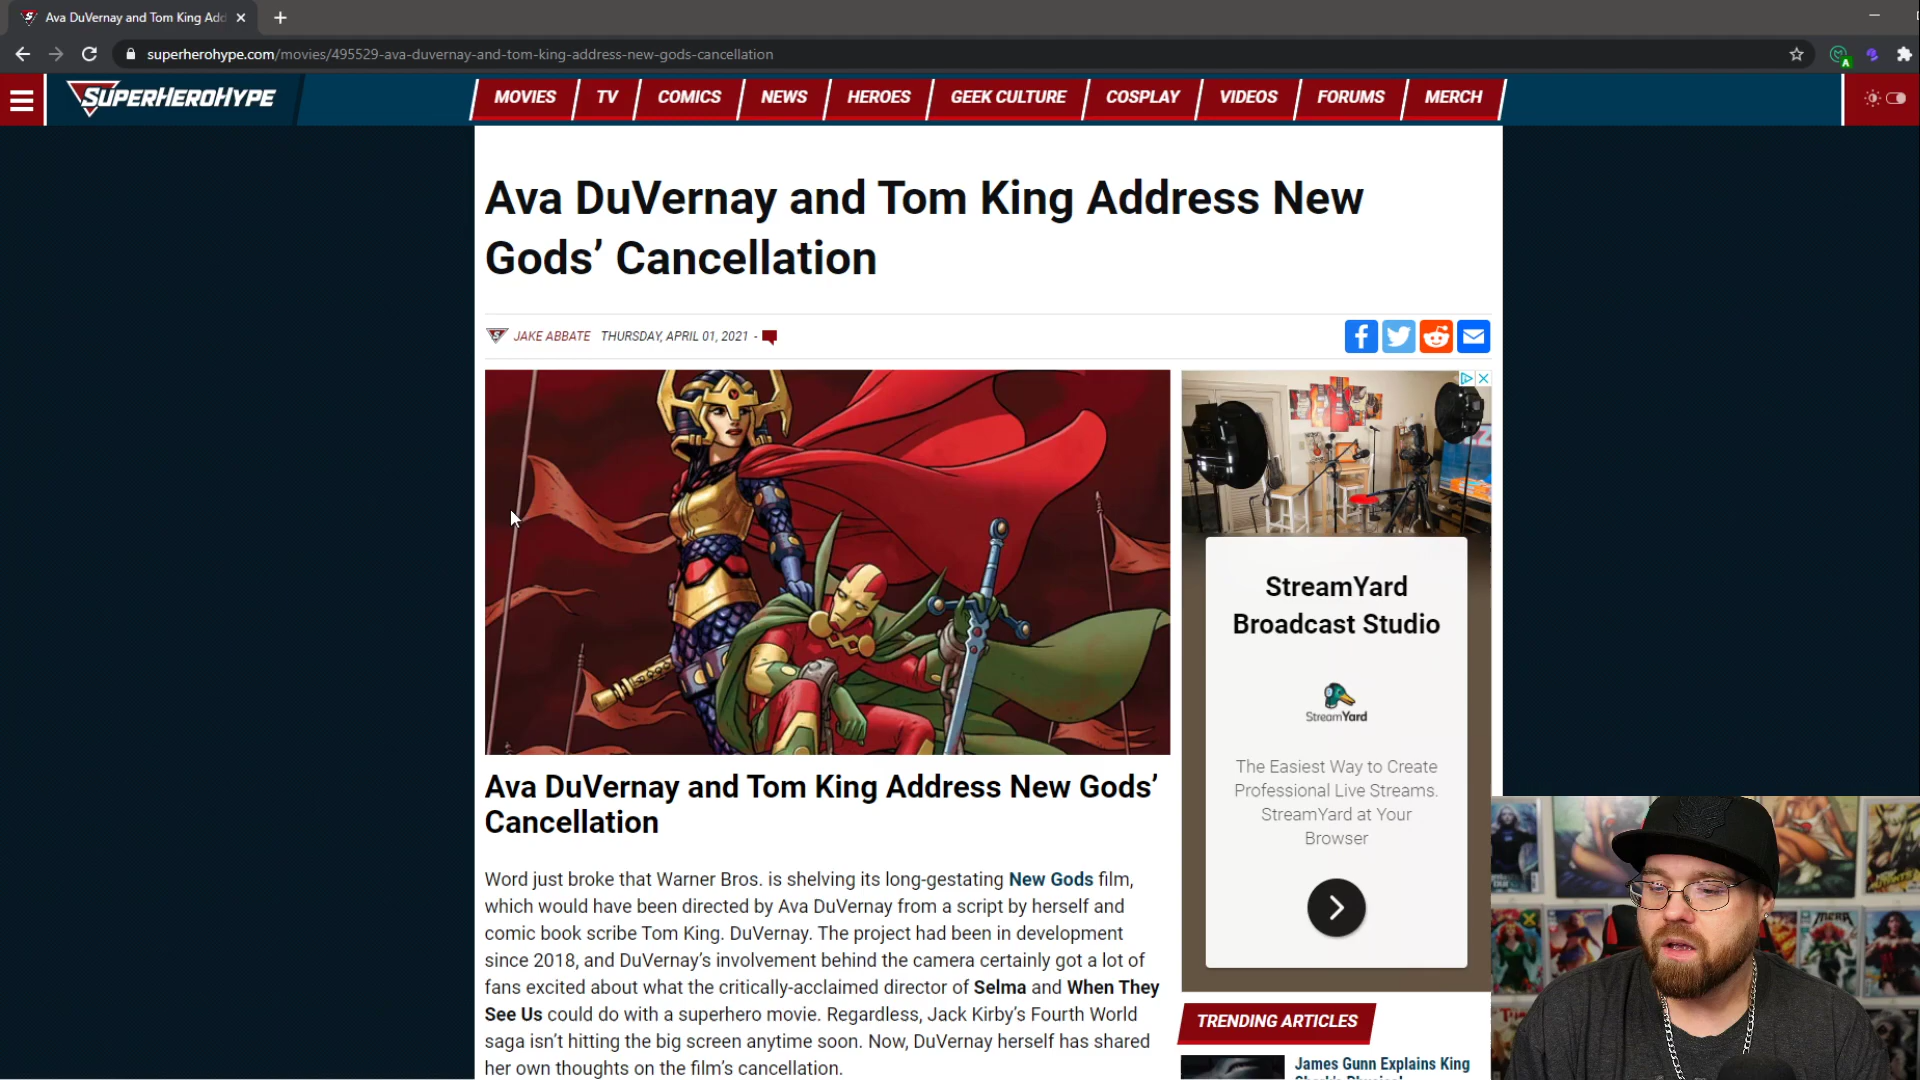 Ava DuVernay and Tom King Add
superherohype.com/movies/495529-ava-duvernay-and-tom-king-address-new-gods-cancellation
SUPERHEROHYPE
MOVIES
TV
COMICS
NEWS
HEROES
GEEK CULTURE
COSPLAY
VIDEOS
FORUMS
MERCH
Ava DuVernay and Tom King Address New
Gods’ Cancellation
JAKE ABBATE THURSDAY, APRIL 01, 2021 -
StreamYard
Broadcast Studio
StreamYard
The Easiest Way to Create
Professional Live Streams.
StreamYard at Your
Browser
Ava DuVernay and Tom King Address New Gods’
Cancellation
Word just broke that Warner Bros. is shelving its long-gestating New Gods film,
which would have been directed by Ava DuVernay from a script by herself and
comic book scribe Tom King. DuVernay. The project had been in development
since 2018, and DuVernay’s involvement behind the camera certainly got a lot of
fans excited about what the critically-acclaimed director of Selma and When They
See Us could do with a superhero movie. Regardless, Jack Kirby’s Fourth World
saga isn’t hitting the big screen anytime soon. Now, DuVernay herself has shared
her own thoughts on the film’s cancellation.
TRENDING ARTICLES
James Gunn Explains King
MERA